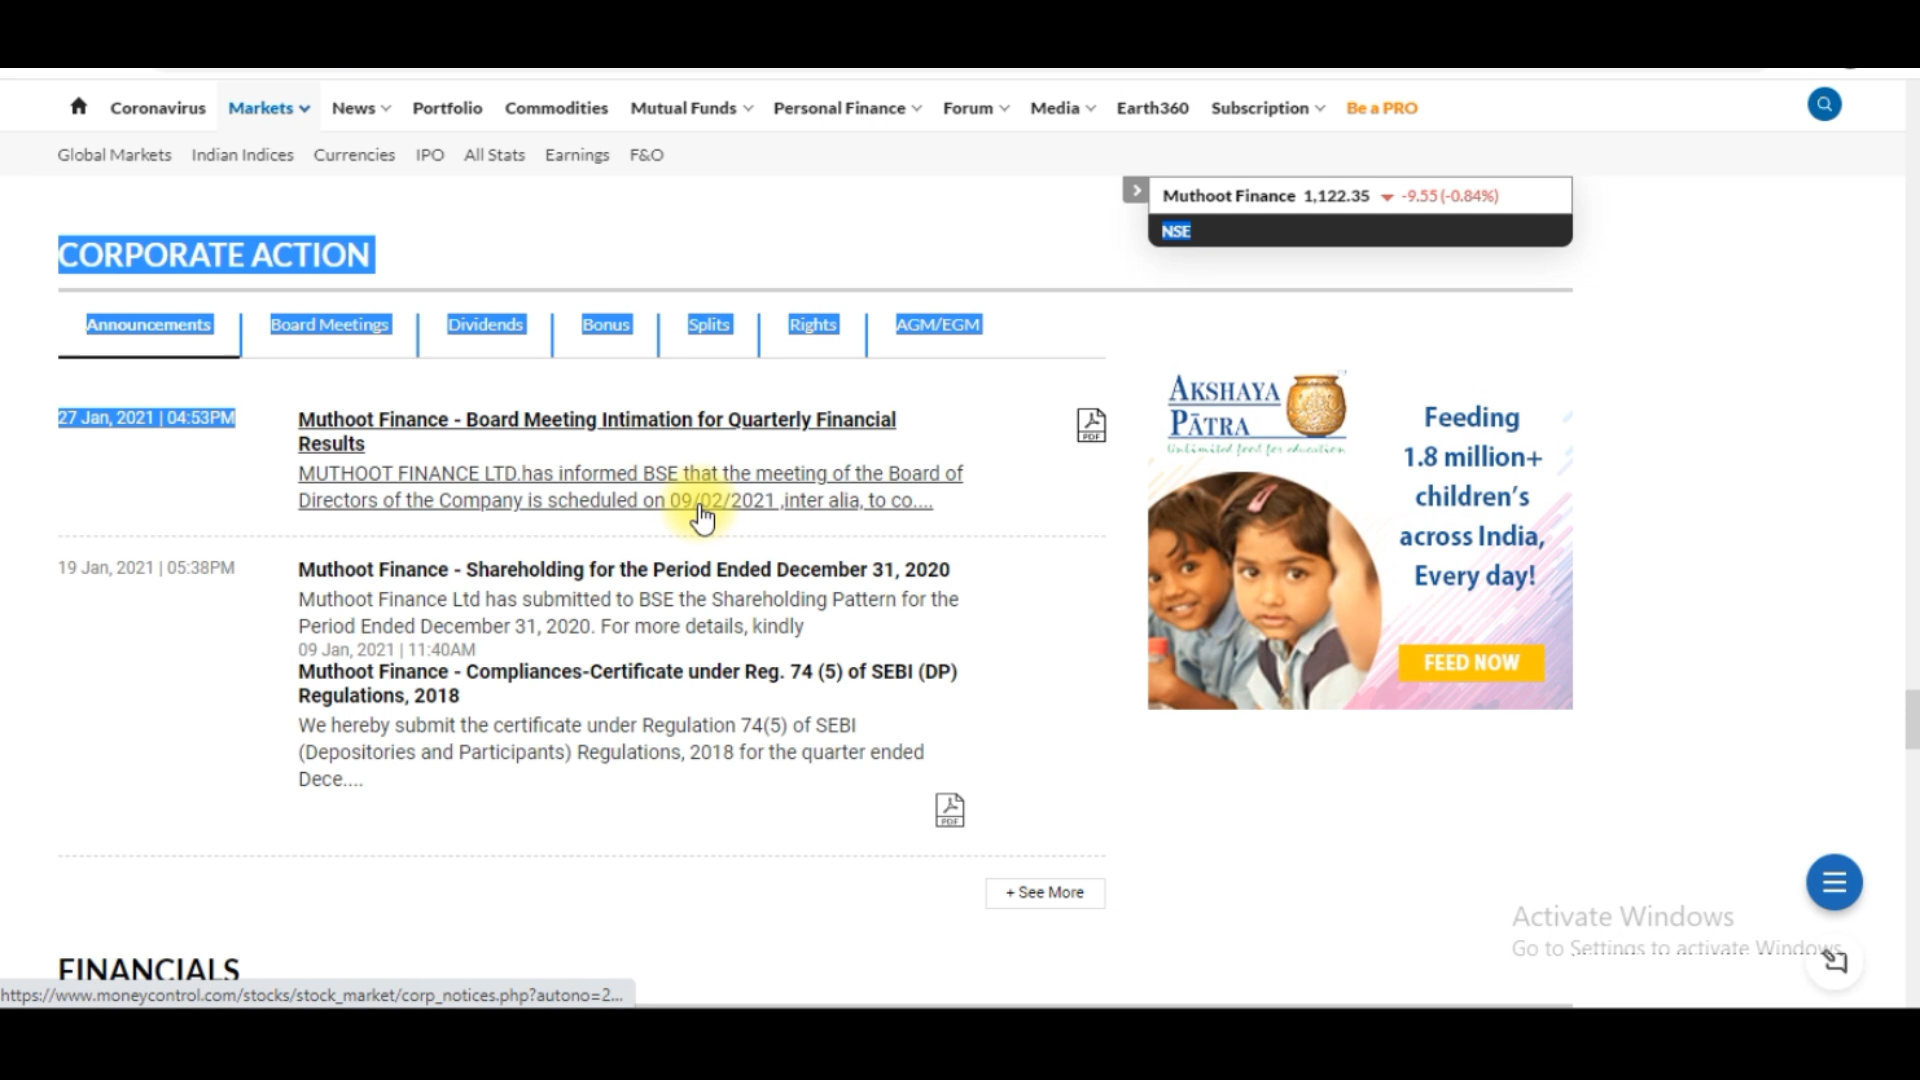 Coronavirus Markets News Portfolio Commodities Mutual Funds Personal Finance Forum Media Earth360 Subscription Be a PRO
Global Markets Indian Indices Currencies IPO All Stats Earnings F&O
Muthoot Finance 1,122.35 -9.55 (-0.84%)
NSE
CORPORATE ACTION
Announcements Board Meetings Dividends Bonus Splits Rights AGM/EGM
27 Jan, 2021 | 04:53PM
Muthoot Finance - Board Meeting Intimation for Quarterly Financial
Results
MUTHOOT FINANCE LTD.has informed BSE that the meeting of the Board of
Directors of the Company is scheduled on 09/02/2021 ,inter alia, to co....
PDF
19 Jan, 2021 | 05:38PM
Muthoot Finance - Shareholding for the Period Ended December 31, 2020
Muthoot Finance Ltd has submitted to BSE the Shareholding Pattern for the
Period Ended December 31, 2020. For more details, kindly
09 Jan, 2021 | 11:40AM
Muthoot Finance - Compliances-Certificate under Reg. 74 (5) of SEBI (DP)
Regulations, 2018
We hereby submit the certificate under Regulation 74(5) of SEBI
(Depositories and Participants) Regulations, 2018 for the quarter ended
Dece....
PDF
+ See More
AKSHAYA
PĀTRA
Unlimited food for education
Feeding
1.8 million+
children's
across India,
Every day!
FEED NOW
Activate Windows
Go to Settings to activate Windows.
FINANCIALS
https://www.moneycontrol.com/stocks/stock_market/corp_notices.php?autono=2...